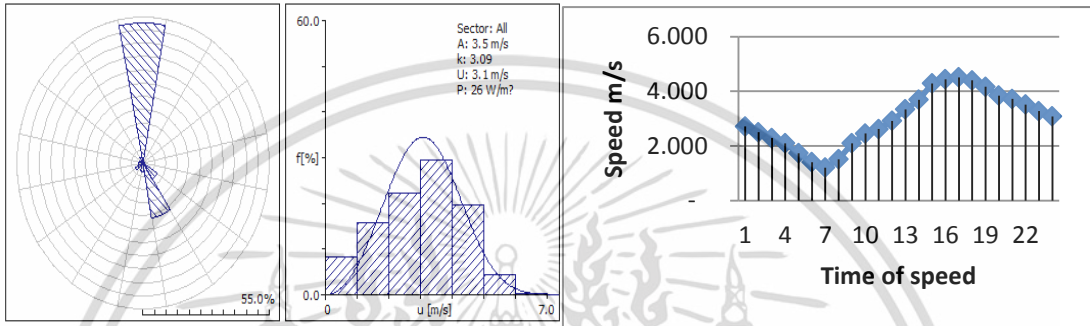 55.0%
60.0
Sector: All
A: 3.5 m/s
k: 3.09
U: 3.1 m/s
P: 26 W/m?
f[%]
0.0
0
u [m/s]
7.0
6.000
4.000
2.000
-
Speed m/s
1 4 7 10 13 16 19 22
Time of speed